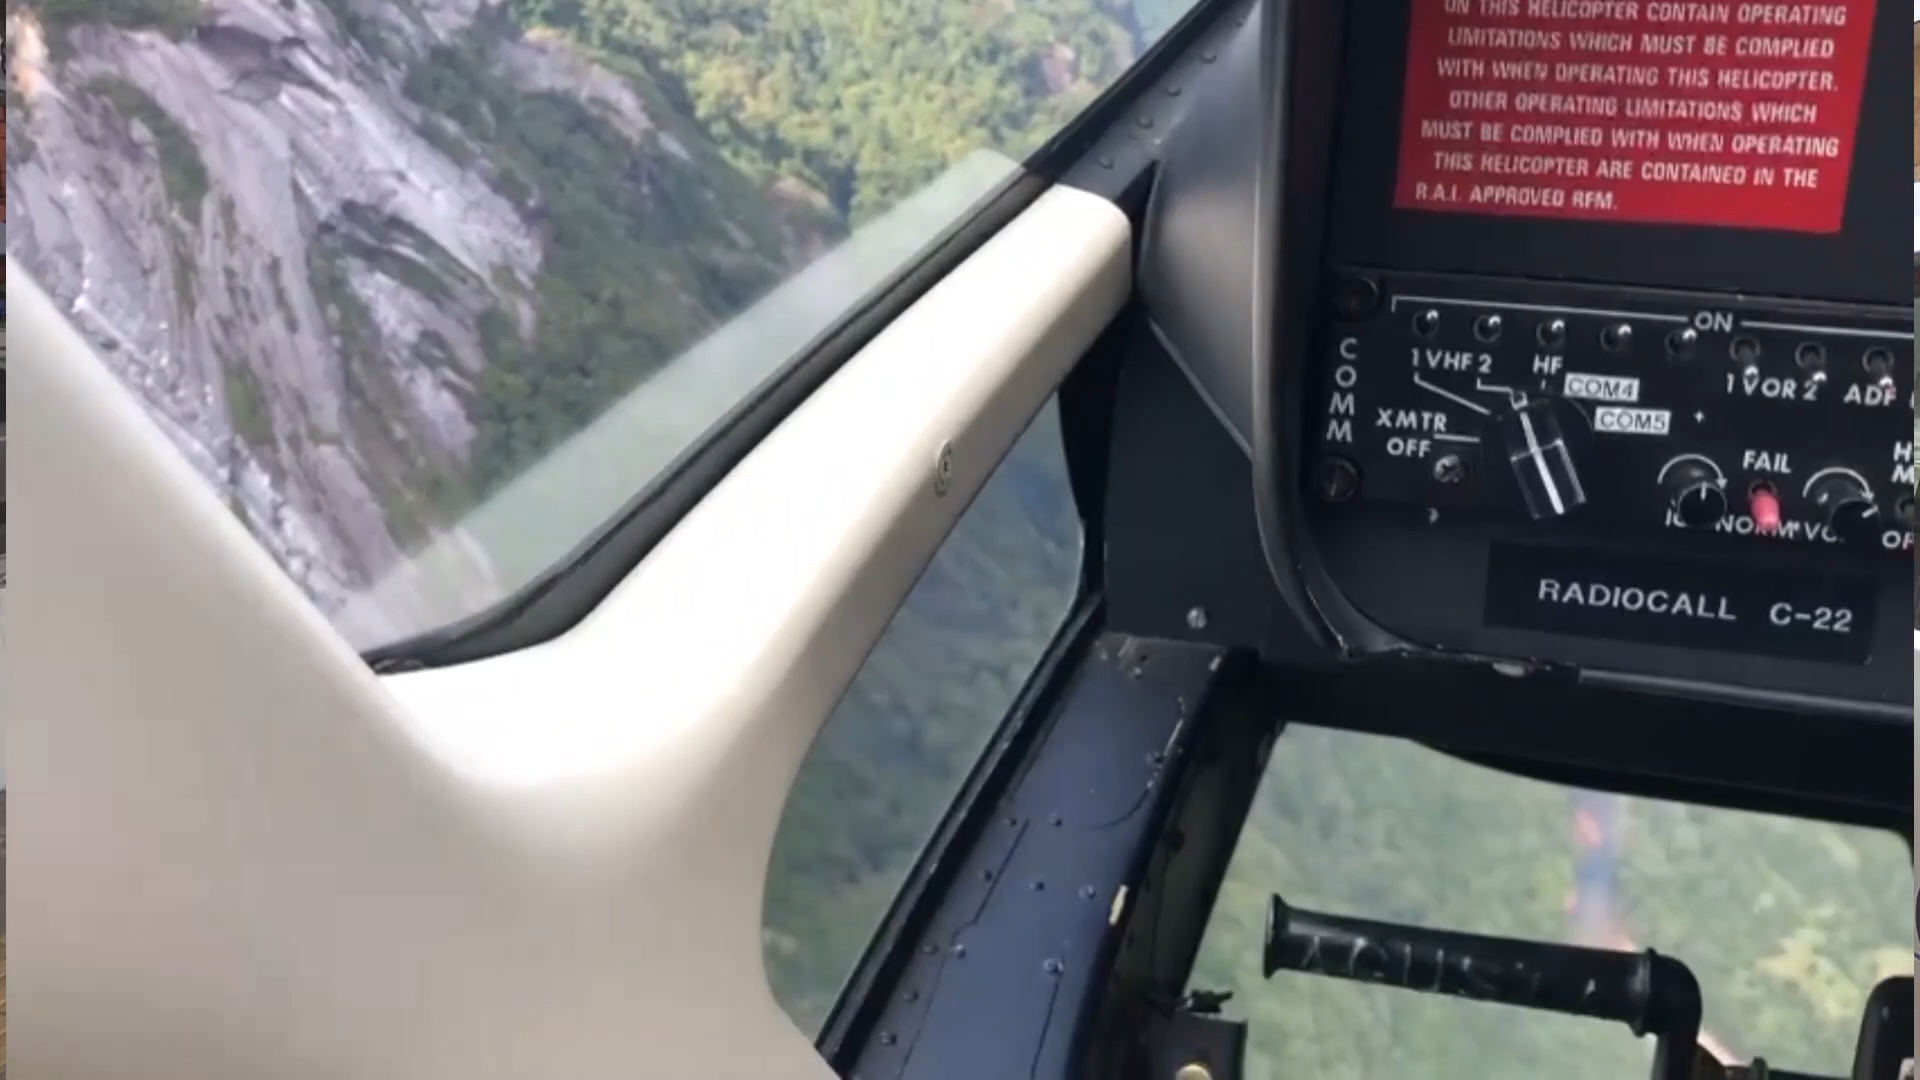 ON THIS HELICOPTER CONTAIN OPERATING
LIMITATIONS WHICH MUST BE COMPLIED
WITH WHEN OPERATING THIS HELICOPTER.
OTHER OPERATING LIMITATIONS WHICH
MUST BE COMPLIED WITH WHEN OPERATING
THIS HELICOPTER ARE CONTAINED IN THE
R.A.I. APPROVED RFM.
ON
COMM
1 VHF 2
HF
COM4
COM5
1 VOR 2
ADF
XMTR
OFF
FAIL
NORM
RADIOCALL C-22